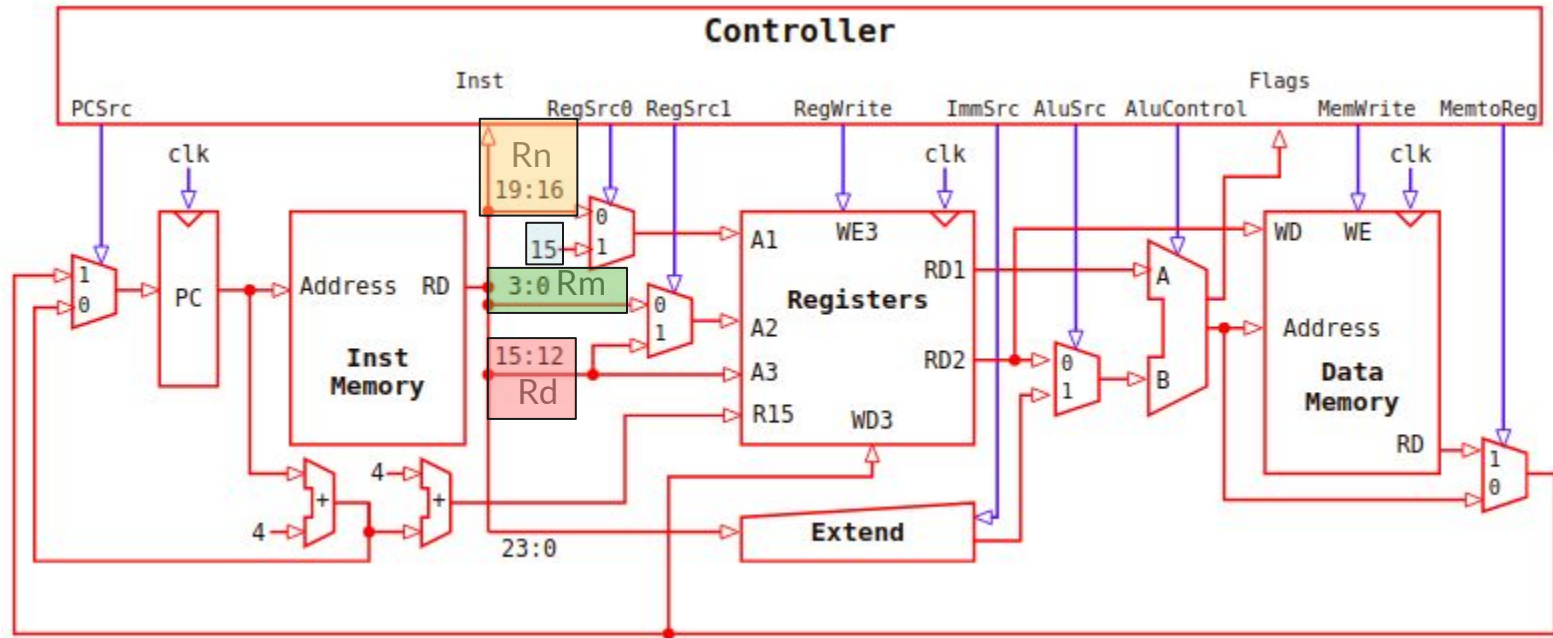 Controller
Inst Flags
PCSrc RegSrc0 RegSrc1 RegWrite ImmSrc AluSrc AluControl MemWrite MemtoReg
clk Rn clk clk
19:16
0
15 1
A1 WE3 WD WE
1 0
PC Address RD 3:0 Rm RD1 A
0 1 Registers
A2 Address
Inst Memory 15:12 RD2 0 Data Memory
Rd A3 1 B
R15 WD3 RD
4 + 4 + 1
0
23:0 Extend